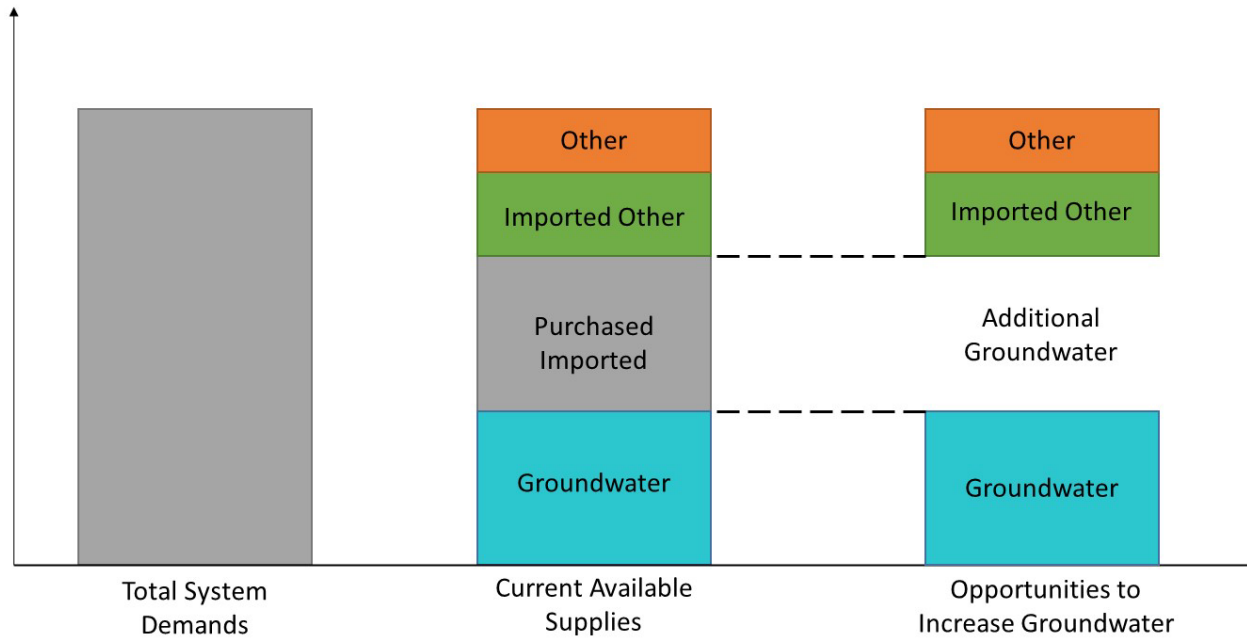 Other
Imported Other
Purchased
Imported
Groundwater
Other
Imported Other
Additional
Groundwater
Groundwater
Total System
Demands
Current Available
Supplies
Opportunities to
Increase Groundwater